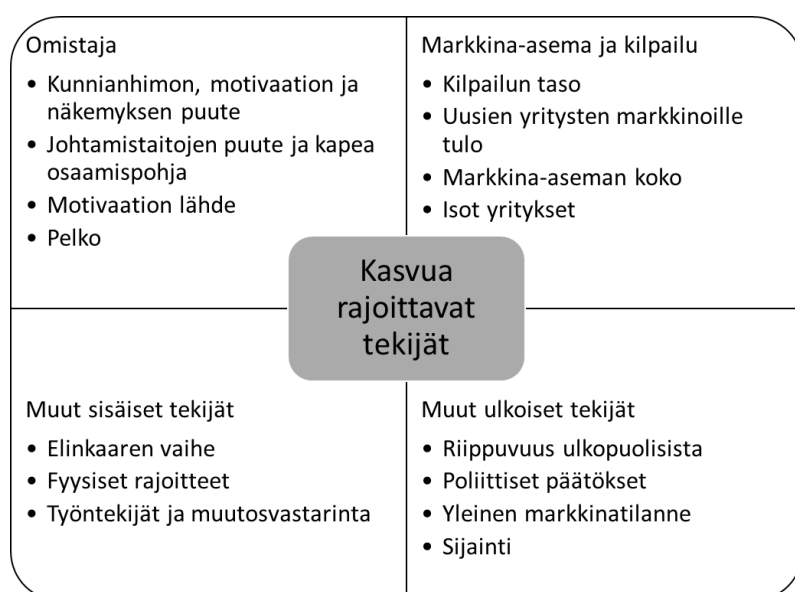 Omistaja
• Kunnianhimon, motivaation ja
näkemyksen puute
• Johtamistaitojen puute ja kapea
osaamispohja
• Motivaation lähde
• Pelko
Markkina-asema ja kilpailu
• Kilpailun taso
• Uusien yritysten markkinoille
tulo
• Markkina-aseman koko
• Isot yritykset
Kasvua
rajoittavat
tekijät
Muut sisäiset tekijät
• Elinkaaren vaihe
• Fyysiset rajoitteet
• Työntekijät ja muutosvastarinta
Muut ulkoiset tekijät
• Riippuvuus ulkopuolisista
• Poliittiset päätökset
• Yleinen markkinatilanne
• Sijainti